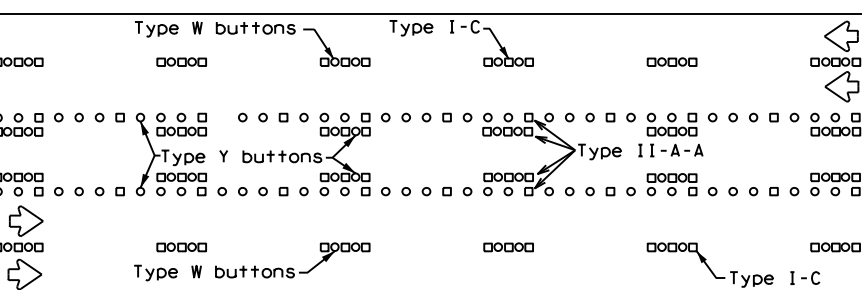 Type W buttons
Type I-C
Type Y buttons
Type II-A-A
Type W buttons
Type I-C